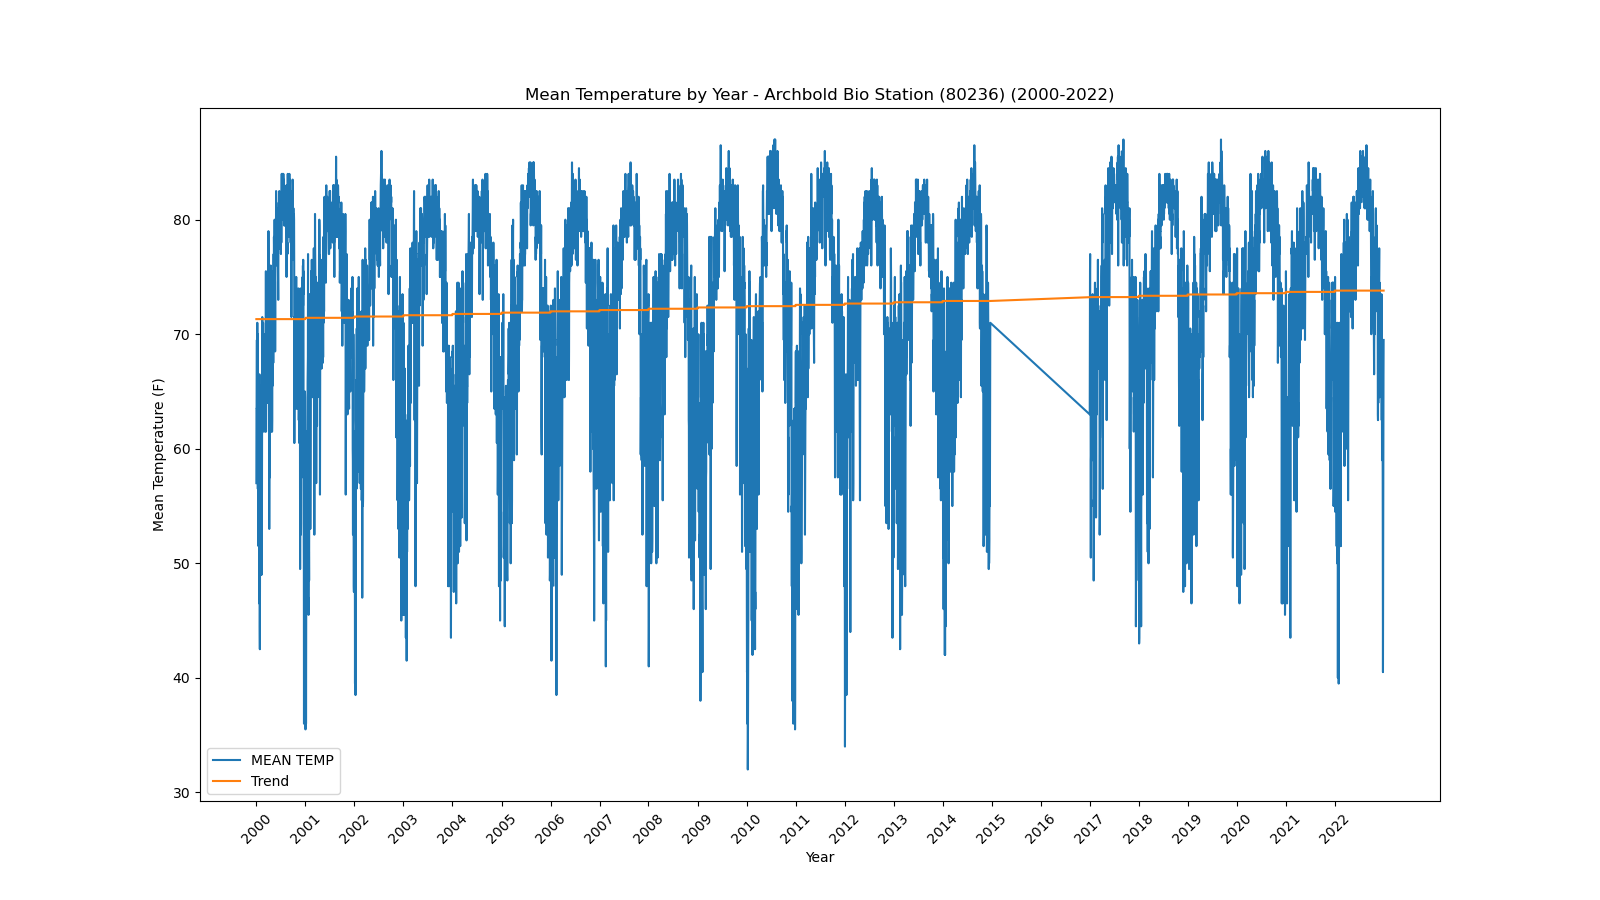 Mean Temperature by Year - Archbold Bio Station (80236) (2000-2022)
Mean Temperature (F)
80
70
60
50
40
30
MEAN TEMP
Trend
2000 2001 2002 2003 2004 2005 2006 2007 2008 2009 2010 2011 2012 2013 2014 2015 2016 2017 2018 2019 2020 2021 2022
Year